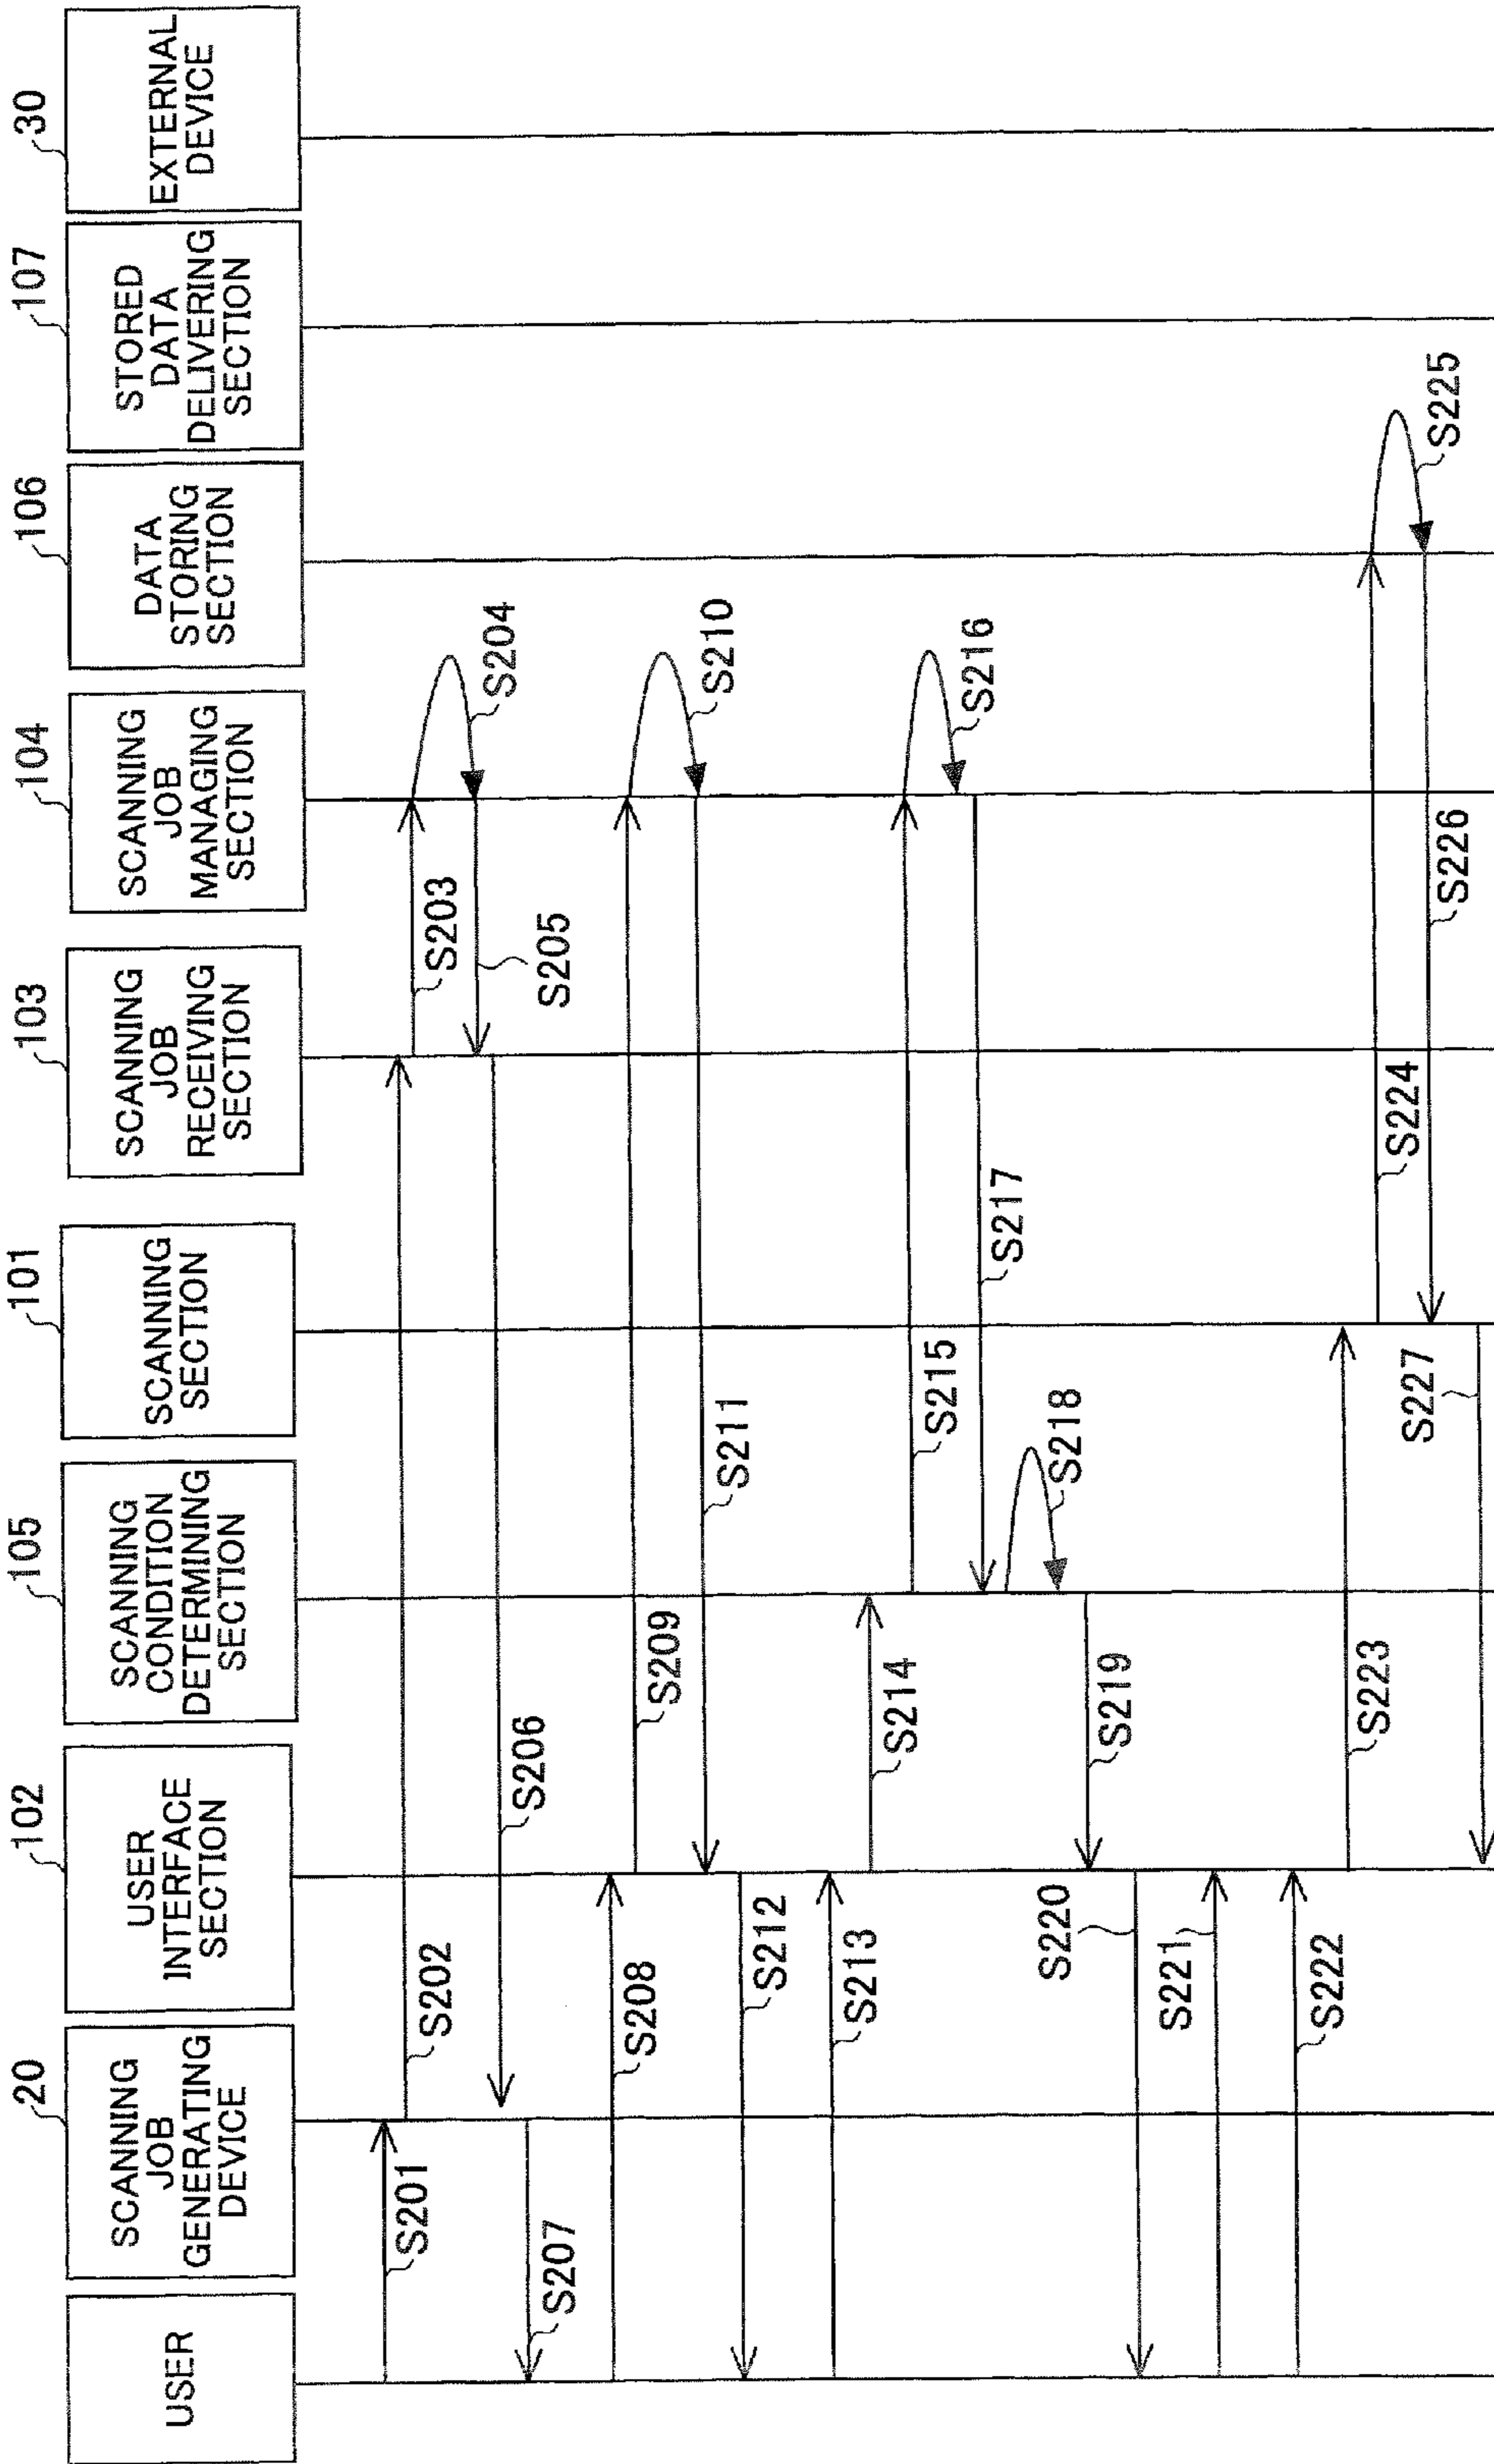 USER
20
SCANNING
JOB
GENERATING
DEVICE
102
USER
INTERFACE
SECTION
105
SCANNING
CONDITION
DETERMINING
SECTION
101
SCANNING
SECTION
103
SCANNING
JOB
RECEIVING
SECTION
104
SCANNING
JOB
MANAGING
SECTION
106
DATA
STORING
SECTION
107
STORED
DATA
DELIVERING
SECTION
30
EXTERNAL
DEVICE
S201
S202
S203
S204
S205
S206
S207
S208
S209
S210
S211
S212
S213
S214
S215
S216
S217
S218
S219
S220
S221
S222
S223
S224
S225
S226
S227